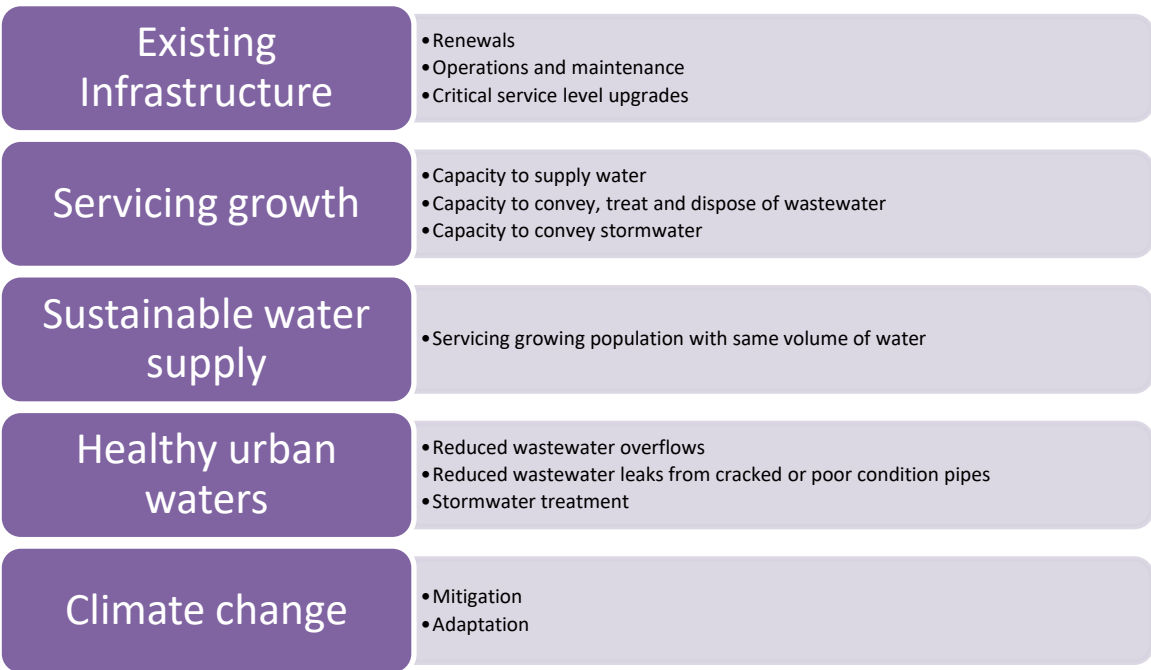 Existing
Infrastructure
•Renewals
•Operations and maintenance
•Critical service level upgrades
Servicing growth
•Capacity to supply water
•Capacity to convey, treat and dispose of wastewater
•Capacity to convey stormwater
Sustainable water
supply
•Servicing growing population with same volume of water
Healthy urban
waters
•Reduced wastewater overflows
•Reduced wastewater leaks from cracked or poor condition pipes
•Stormwater treatment
Climate change
•Mitigation
•Adaptation